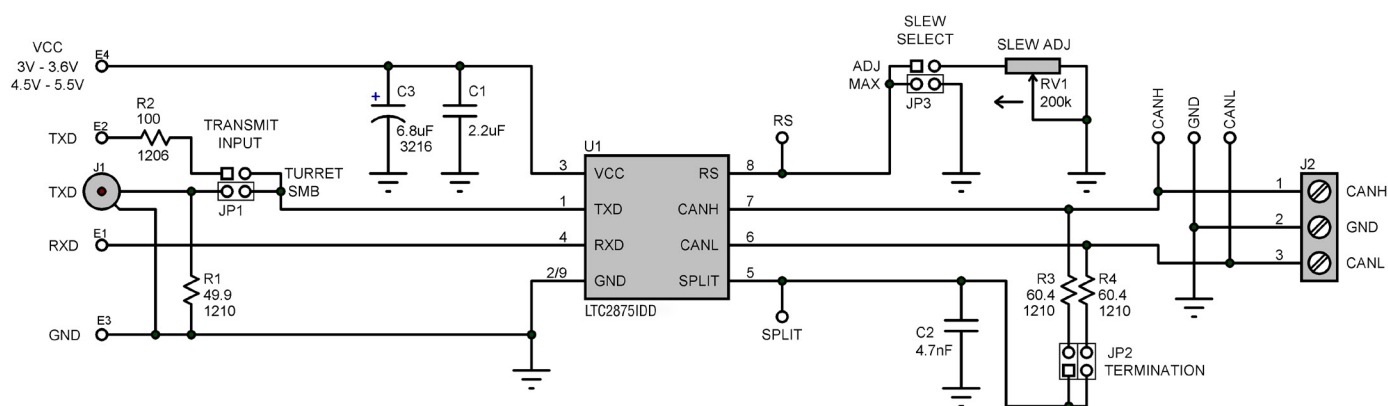 VCC
3V - 3.6V
4.5V - 5.5V
E4
+
C3
6.8uF
3216
C1
2.2uF
SLEW
SELECT
ADJ
MAX
JP3
SLEW ADJ
RV1
200k
TXD
E2
R2
100
1206
TRANSMIT
INPUT
TURRET
SMB
JP1
J1
TXD
RXD
E1
R1
49.9
1210
GND
E3
U1
3
VCC
1
TXD
4
RXD
2/9
GND
RS
8
CANH
7
CANL
6
SPLIT
5
LTC2875IDD
RS
SPLIT
C2
4.7nF
R3
60.4
1210
R4
60.4
1210
JP2
TERMINATION
CANH
GND
CANL
J2
1
CANH
2
GND
3
CANL